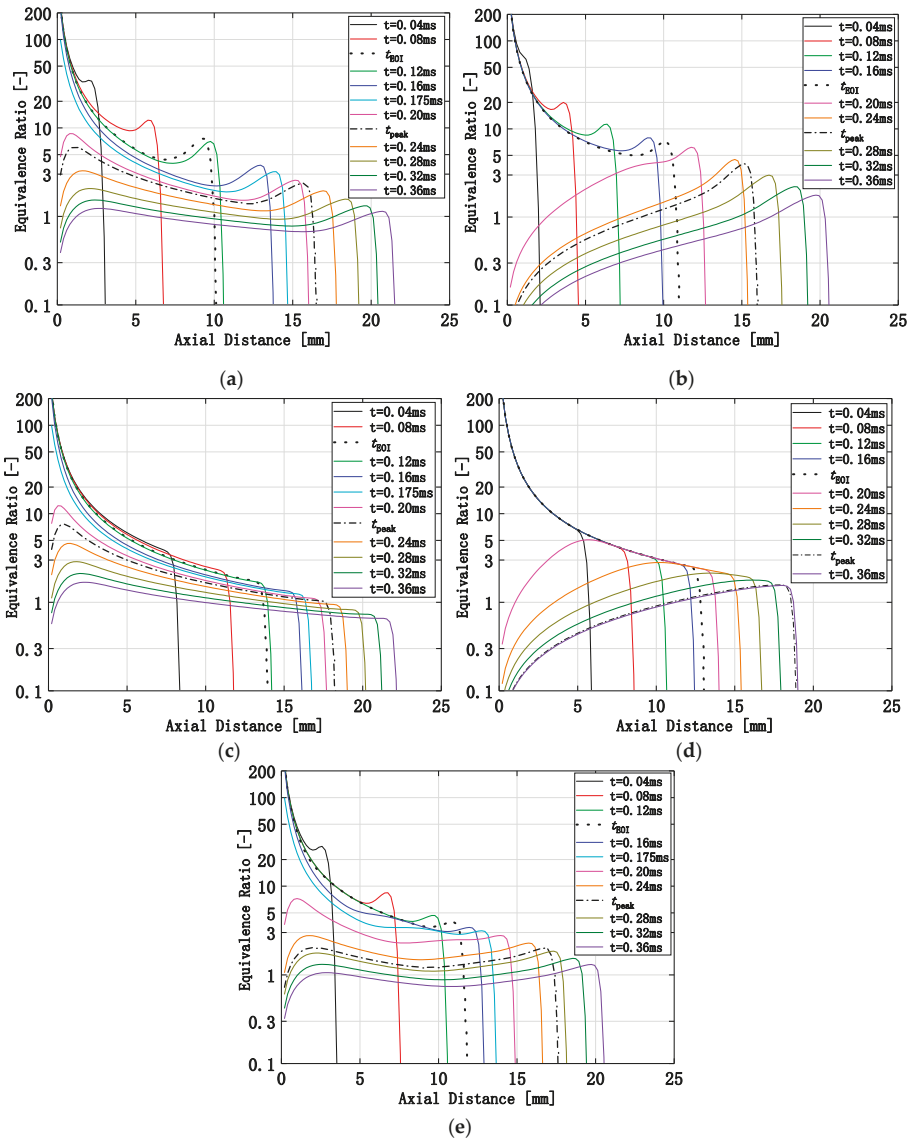 Equivalence Ratio [-]
200
100
50
20
10
5
3
1
0.3
0.1
0
5
10
15
20
25
Axial Distance [mm]
t=0.04ms
t=0.08ms
tEOI
t=0.12ms
t=0.16ms
t=0.175ms
t=0.20ms
tpeak
t=0.24ms
t=0.28ms
t=0.32ms
t=0.36ms
(a)
Equivalence Ratio [-]
200
100
50
20
10
5
3
1
0.3
0.1
0
5
10
15
20
25
Axial Distance [mm]
t=0.04ms
t=0.08ms
t=0.12ms
t=0.16ms
tEOI
t=0.20ms
t=0.24ms
tpeak
t=0.28ms
t=0.32ms
t=0.36ms
(b)
Equivalence Ratio [-]
200
100
50
20
10
5
3
1
0.3
0.1
0
5
10
15
20
25
Axial Distance [mm]
t=0.04ms
t=0.08ms
tEOI
t=0.12ms
t=0.16ms
t=0.175ms
t=0.20ms
tpeak
t=0.24ms
t=0.28ms
t=0.32ms
t=0.36ms
(c)
Equivalence Ratio [-]
200
100
50
20
10
5
3
1
0.3
0.1
0
5
10
15
20
25
Axial Distance [mm]
t=0.04ms
t=0.08ms
t=0.12ms
t=0.16ms
tEOI
t=0.20ms
t=0.24ms
t=0.28ms
t=0.32ms
tpeak
t=0.36ms
(d)
Equivalence Ratio [-]
200
100
50
20
10
5
3
1
0.3
0.1
0
5
10
15
20
25
Axial Distance [mm]
t=0.04ms
t=0.08ms
t=0.12ms
tEOI
t=0.16ms
t=0.175ms
t=0.20ms
t=0.24ms
tpeak
t=0.28ms
t=0.32ms
t=0.36ms
(e)